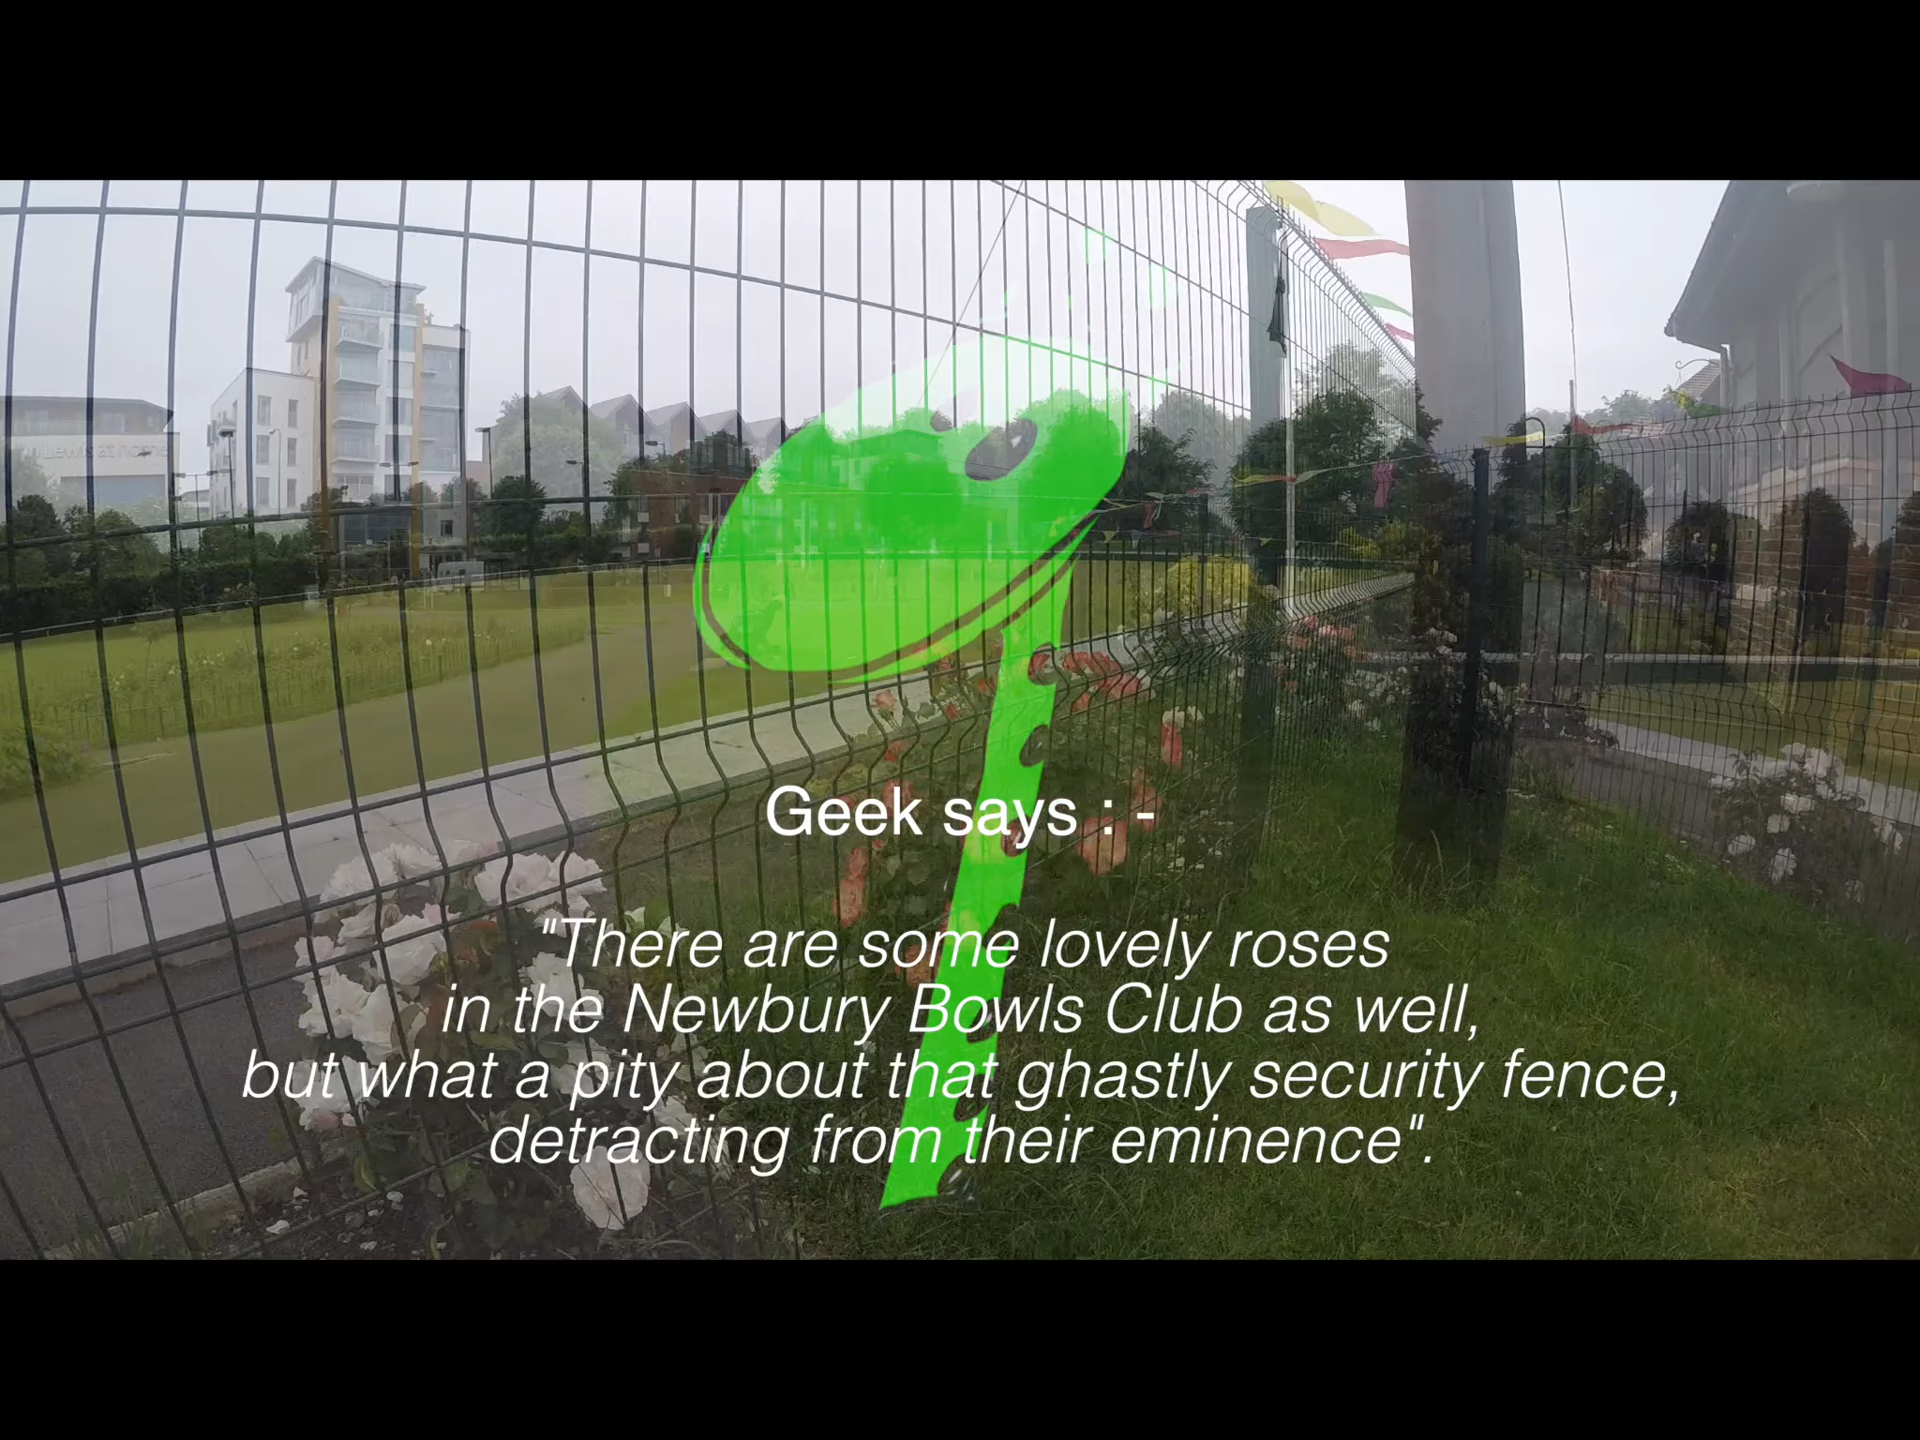 Geek says : -
"There are some lovely roses
in the Newbury Bowls Club as well,
but what a pity about that ghastly security fence,
detracting from their eminence".